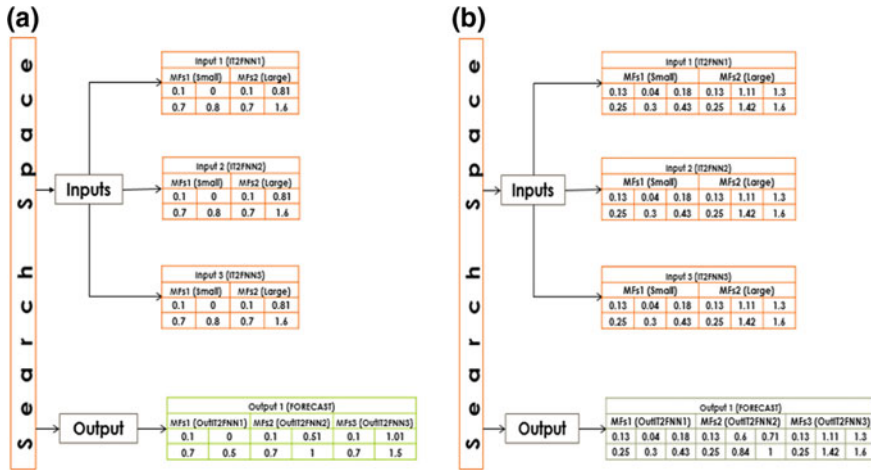 (a)
Search Space
Inputs
Input 1 (IT2FNN1)
MFs1 (Small) MFs2 (Large)
0.1 0 0.1 0.81
0.7 0.8 0.7 1.6
Input 2 (IT2FNN2)
MFs1 (Small) MFs2 (Large)
0.1 0 0.1 0.81
0.7 0.8 0.7 1.6
Input 3 (IT2FNN3)
MFs1 (Small) MFs2 (Large)
0.1 0 0.1 0.81
0.7 0.8 0.7 1.6
Output
Output 1 (FORECAST)
MFs1 (OutIT2FNN1) MFs2 (OutIT2FNN2) MFs3 (OutIT2FNN3)
0.1 0 0.1 0.51 0.1 1.01
0.7 0.5 0.7 1 0.7 1.5
(b)
Search Space
Inputs
Input 1 (IT2FNN1)
MFs1 (Small) MFs2 (Large)
0.13 0.04 0.18 0.13 1.11 1.3
0.25 0.3 0.43 0.25 1.42 1.6
Input 2 (IT2FNN2)
MFs1 (Small) MFs2 (Large)
0.13 0.04 0.18 0.13 1.11 1.3
0.25 0.3 0.43 0.25 1.42 1.6
Input 3 (IT2FNN3)
MFs1 (Small) MFs2 (Large)
0.13 0.04 0.18 0.13 1.11 1.3
0.25 0.3 0.43 0.25 1.42 1.6
Output
Output 1 (FORECAST)
MFs1 (OutIT2FNN1) MFs2 (OutIT2FNN2) MFs3 (OutIT2FNN3)
0.13 0.04 0.18 0.13 0.6 0.71 0.13 1.11 1.3
0.25 0.3 0.43 0.25 0.84 1 0.25 1.42 1.6